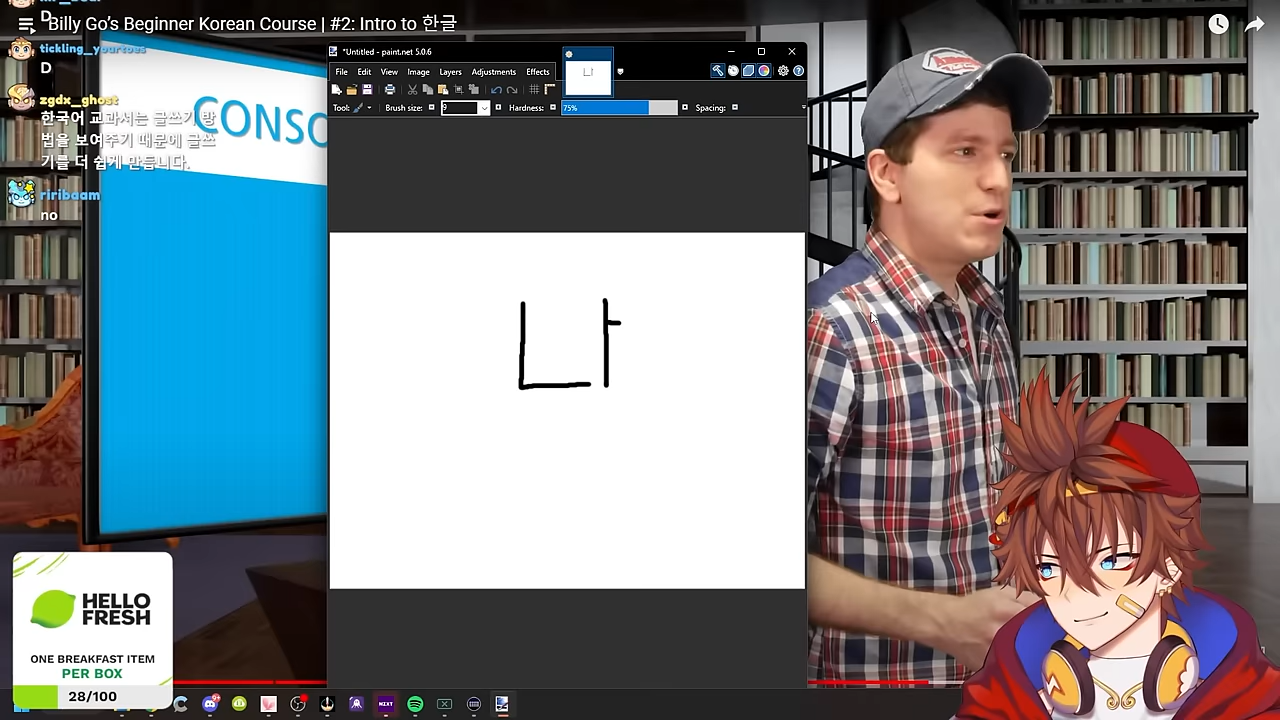 Billy Go's Beginner Korean Course | #2: Intro to 한글
D
tickling_yourtoes
D
zgdx_ghost
한국어 교과서는 글쓰기 방
법을 보여주기 때문에 글쓰
기를 더 쉽게 만듭니다.
riribaam
no
CONSO
*Untitled - paint.net 5.0.6
File Edit View Image Layers Adjustments Effects
Tool: Brush size: 9 Hardness: 75% Spacing:
나
HELLO
FRESH
ONE BREAKFAST ITEM
PER BOX
28/100